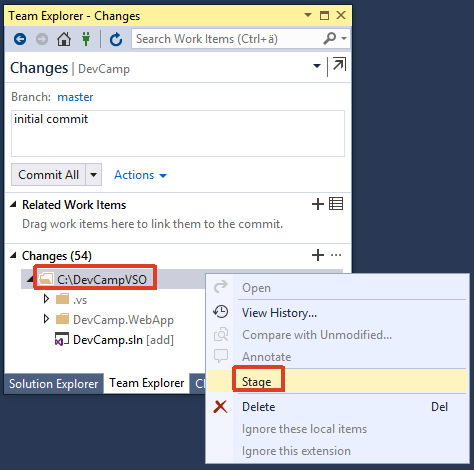 Team Explorer - Changes
Search Work Items (Ctrl+ä)
Changes | DevCamp
Branch: master
initial commit
Commit All
Actions
Related Work Items
Drag work items here to link them to the commit.
Changes (54)
C:\DevCampVSO
.vs
DevCamp.WebApp
DevCamp.sln [add]
Open
View History...
Compare with Unmodified...
Annotate
Stage
Delete Del
Ignore these local items
Ignore this extension
Solution Explorer Team Explorer